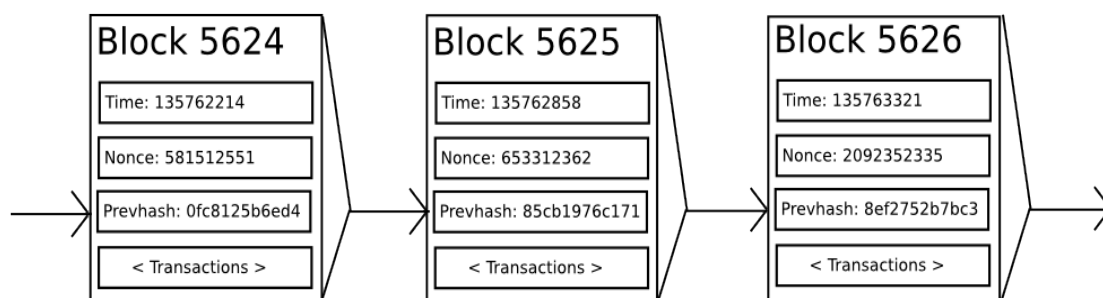 Block 5624
Time: 135762214
Nonce: 581512551
Prevhash: 0fc8125b6ed4
< Transactions >
Block 5625
Time: 135762858
Nonce: 653312362
Prevhash: 85cb1976c171
< Transactions >
Block 5626
Time: 135763321
Nonce: 2092352335
Prevhash: 8ef2752b7bc3
< Transactions >